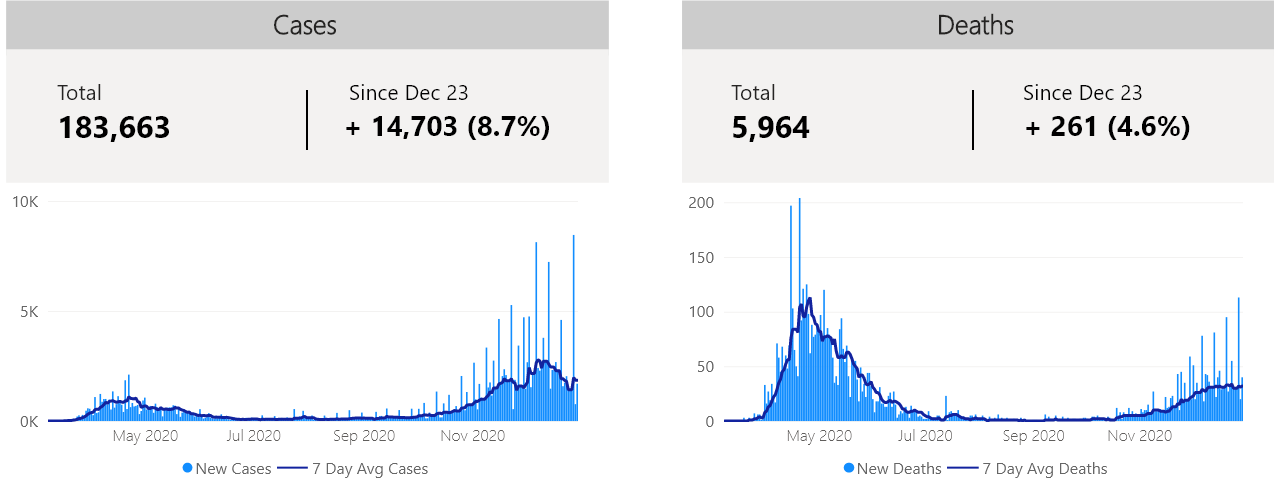 Cases
Total
183,663
Since Dec 23
+ 14,703 (8.7%)
10K
5K
0K
May 2020 Jul 2020 Sep 2020 Nov 2020
New Cases 7 Day Avg Cases
Deaths
Total
5,964
Since Dec 23
+ 261 (4.6%)
200
150
100
50
0
May 2020 Jul 2020 Sep 2020 Nov 2020
New Deaths 7 Day Avg Deaths